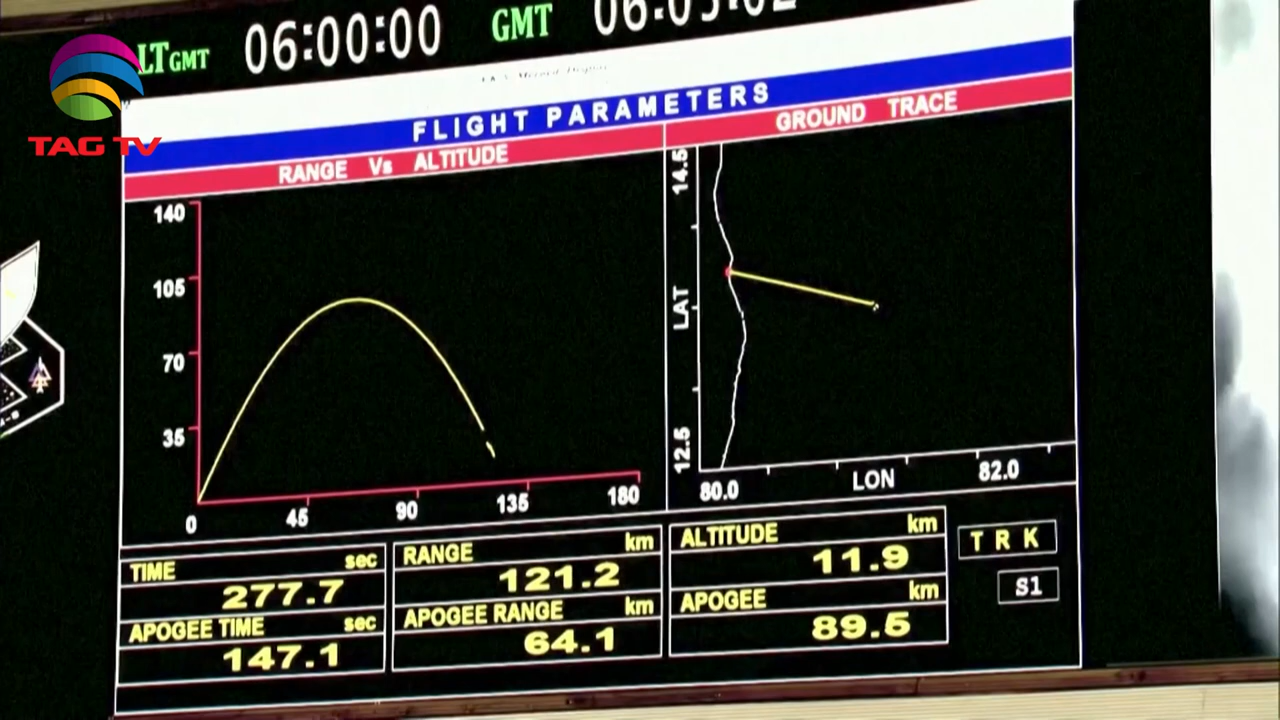 LT GMT 06:00:00 GMT
TAG TV
FLIGHT PARAMETERS
RANGE Vs ALTITUDE
GROUND TRACE
140
105
70
35
0 45 90 135 180
14.5
LAT
12.5
80.0 LON 82.0
TIME sec
277.7
APOGEE TIME sec
147.1
RANGE km
121.2
APOGEE RANGE km
64.1
ALTITUDE km
11.9
APOGEE km
89.5
TRK
S1